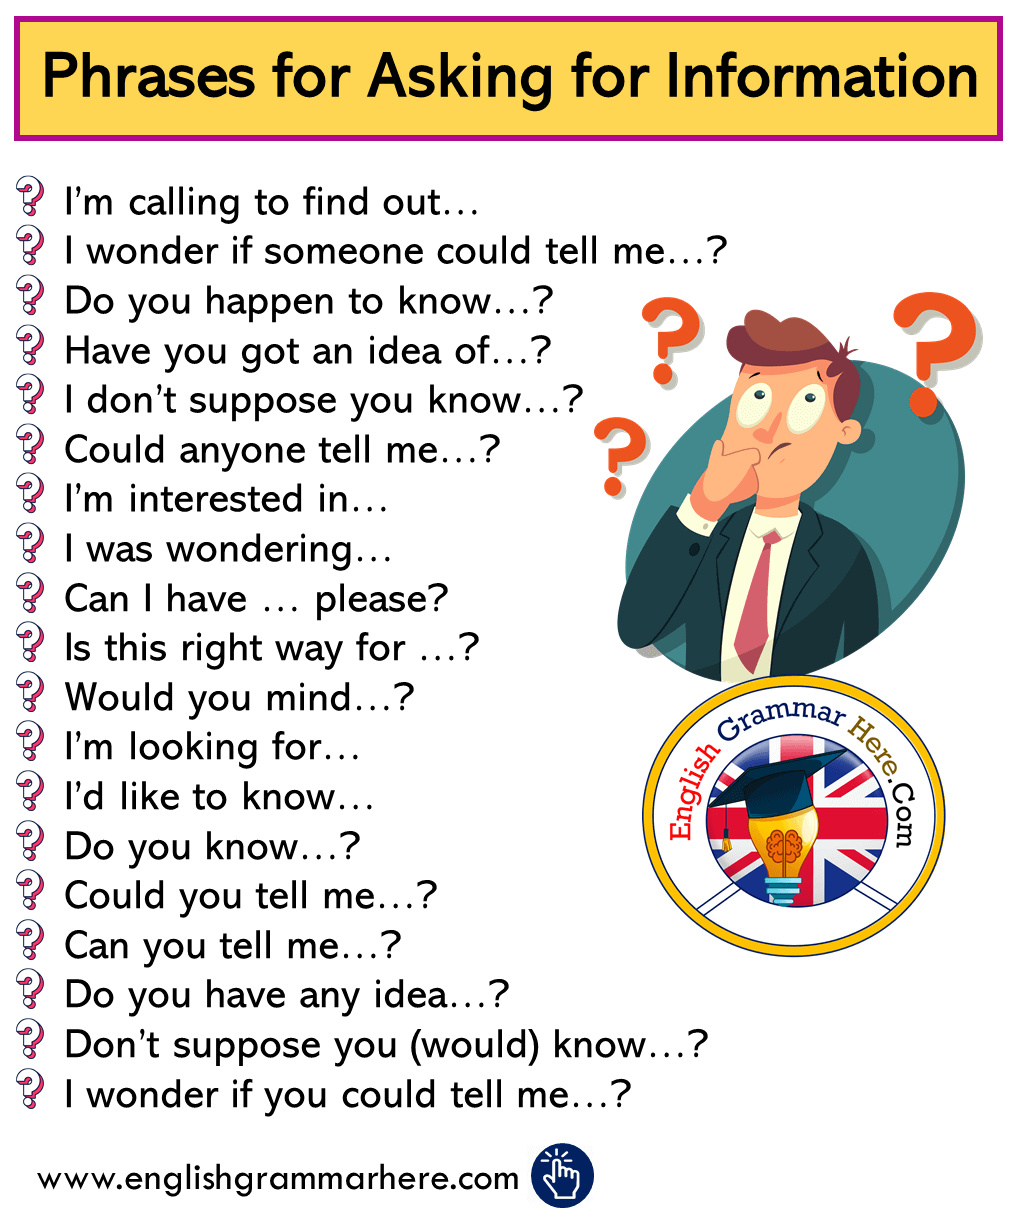 Phrases for Asking for Information
I'm calling to find out…
I wonder if someone could tell me…?
Do you happen to know…?
Have you got an idea of…?
I don't suppose you know…?
Could anyone tell me…?
I'm interested in…
I was wondering…
Can I have … please?
Is this right way for …?
Would you mind…?
I'm looking for…
I'd like to know…
Do you know…?
Could you tell me…?
Can you tell me…?
Do you have any idea…?
Don't suppose you (would) know…?
I wonder if you could tell me…?
English Grammar Here.Com
www.englishgrammarhere.com